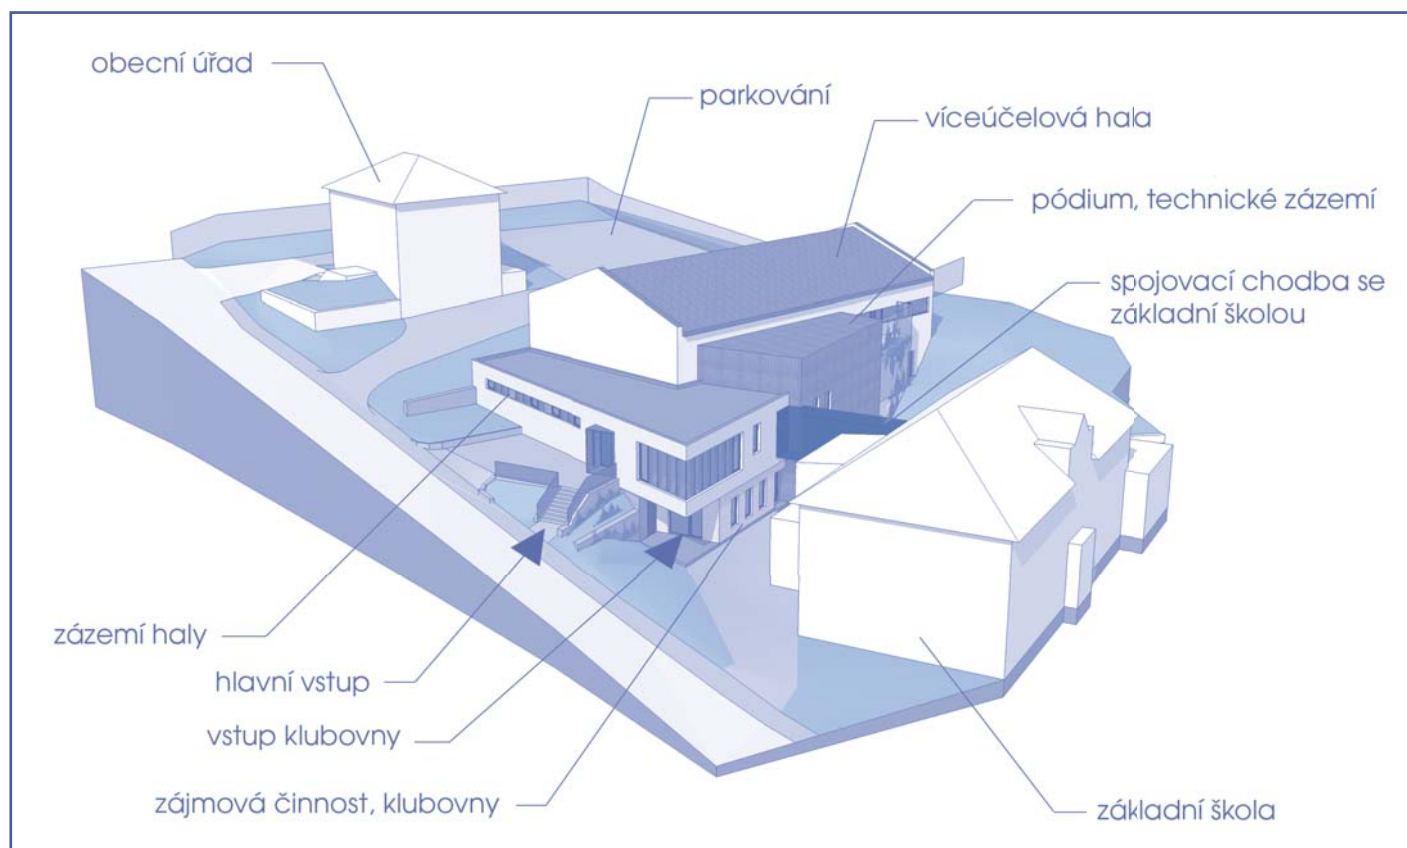 obecní úřad
parkování
víceúčelová hala
pódium, technické zázemí
spojovací chodba se
základní školou
zázemí haly
hlavní vstup
vstup klubovny
zájmová činnost, klubovny
základní škola